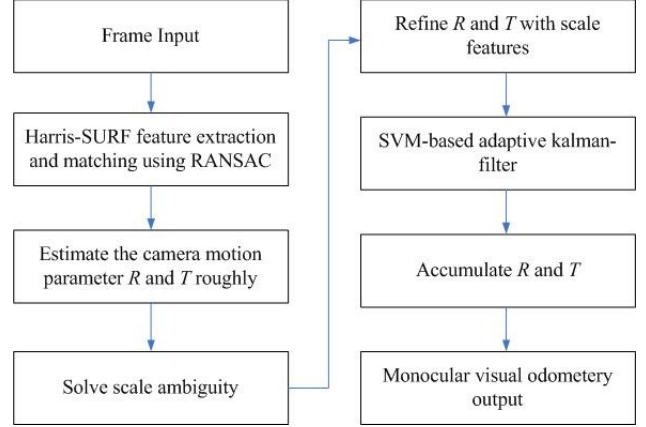 Frame Input
Harris-SURF feature extraction
and matching using RANSAC
Estimate the camera motion
parameter R and T roughly
Solve scale ambiguity
Refine R and T with scale
features
SVM-based adaptive kalman-
filter
Accumulate R and T
Monocular visual odometery
output